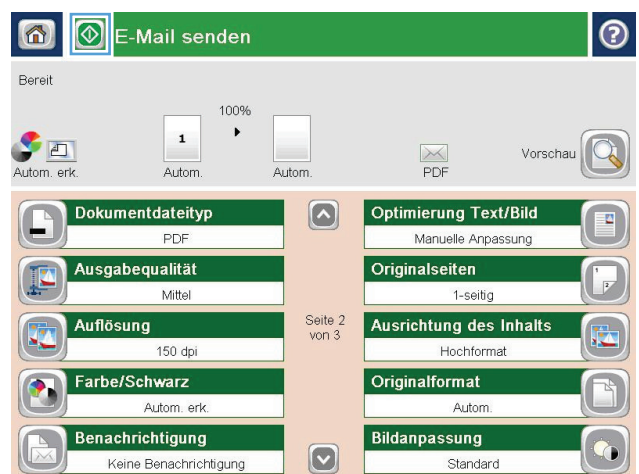 E-Mail senden
Bereit
100%
1
Autom. erk.
Autom.
Autom.
PDF
Vorschau
Dokumentdateityp
PDF
Ausgabequalität
Mittel
Auflösung
150 dpi
Farbe/Schwarz
Autom. erk.
Benachrichtigung
Keine Benachrichtigung
Seite 2
von 3
Optimierung Text/Bild
Manuelle Anpassung
Originalseiten
1-seitig
Ausrichtung des Inhalts
Hochformat
Originalformat
Autom.
Bildanpassung
Standard